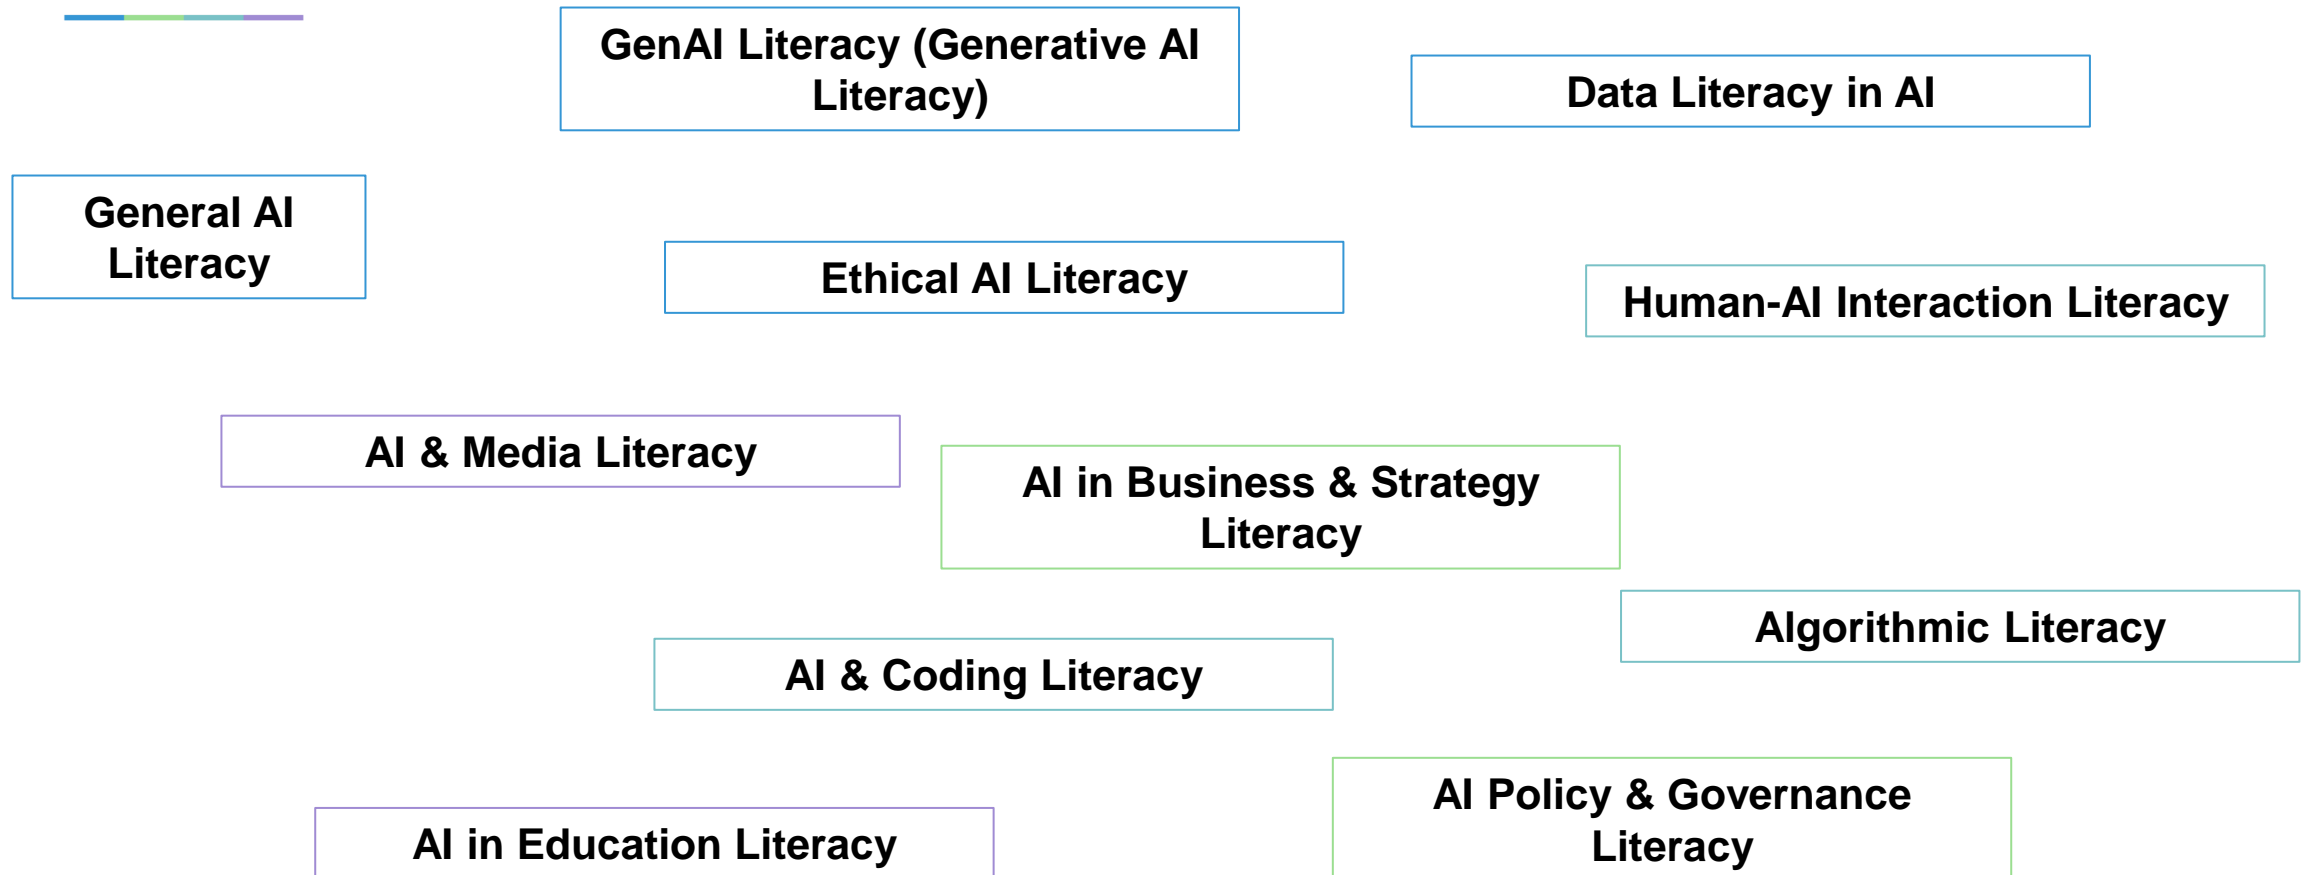 GenAI Literacy (Generative AI
Literacy)
Data Literacy in AI
General AI
Literacy
Ethical AI Literacy
Human-AI Interaction Literacy
AI & Media Literacy
AI in Business & Strategy
Literacy
Algorithmic Literacy
AI & Coding Literacy
AI Policy & Governance
Literacy
AI in Education Literacy